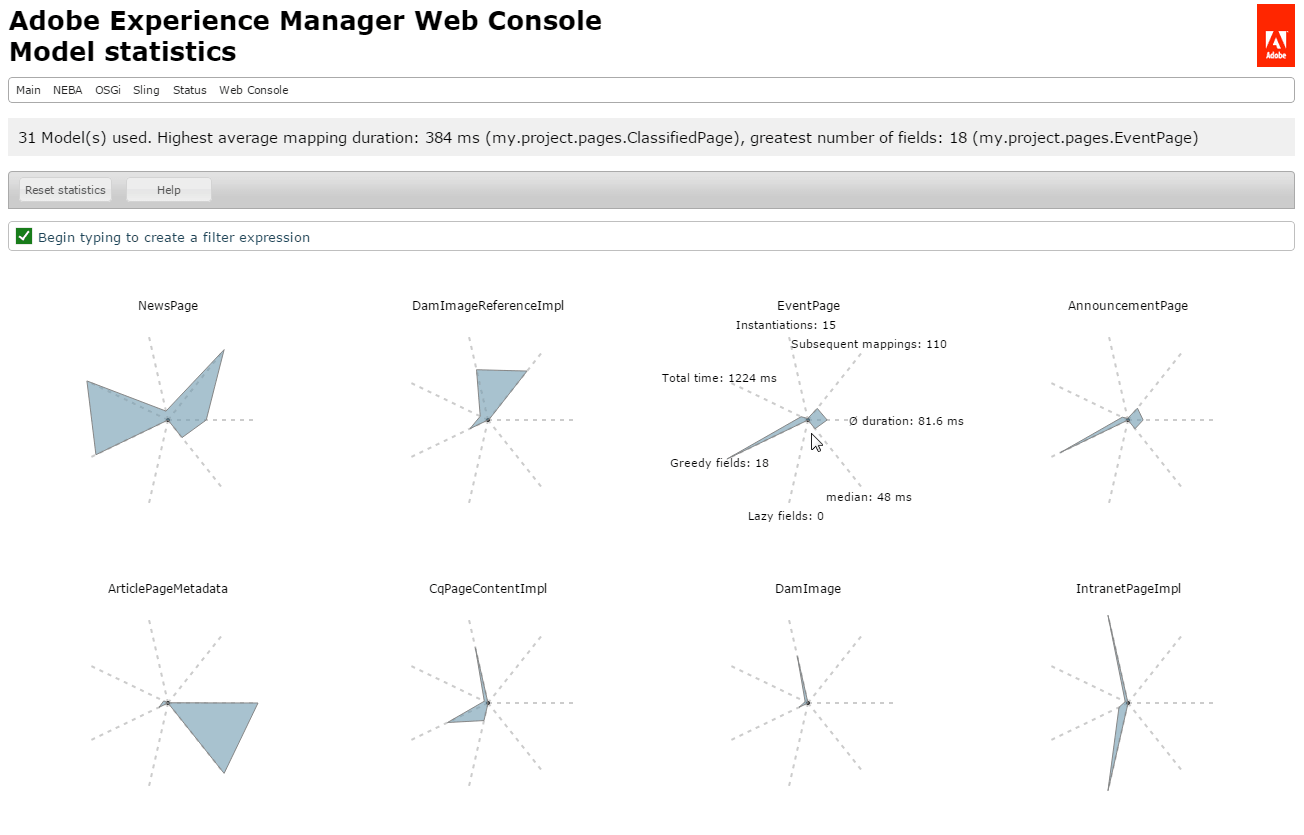 Adobe Experience Manager Web Console
Model statistics
Adobe
Main NEBA OSGi Sling Status Web Console
31 Model(s) used. Highest average mapping duration: 384 ms (my.project.pages.ClassifiedPage), greatest number of fields: 18 (my.project.pages.EventPage)
Reset statistics Help
Begin typing to create a filter expression
NewsPage DamImageReferenceImpl EventPage AnnouncementPage
Instantiations: 15
Subsequent mappings: 110
Total time: 1224 ms
Ø duration: 81.6 ms
Greedy fields: 18
median: 48 ms
Lazy fields: 0
ArticlePageMetadata CqPageContentImpl DamImage IntranetPageImpl